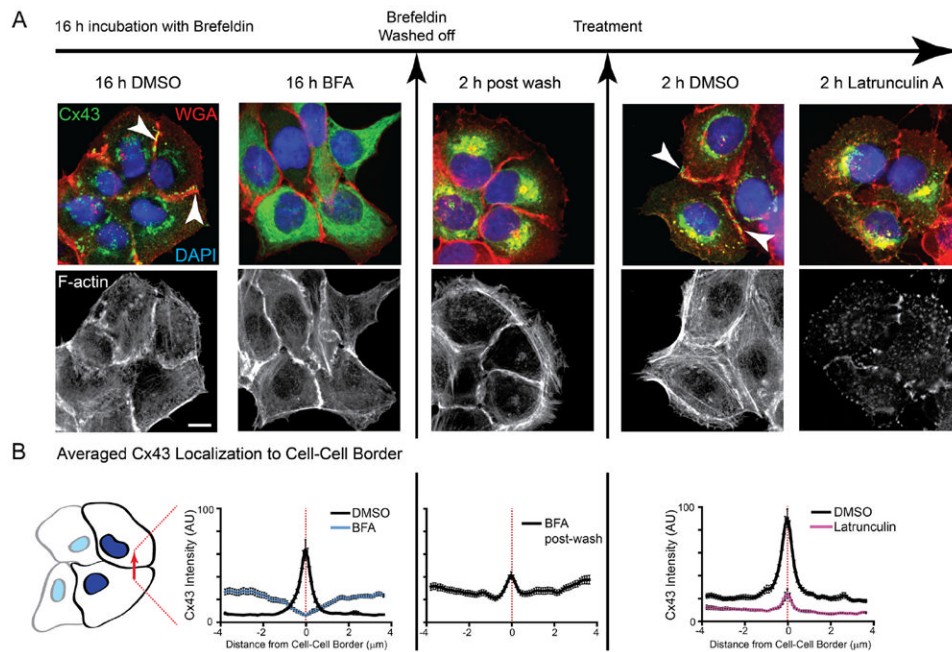 A
16 h incubation with Brefeldin
Brefeldin
Washed off
Treatment
16 h DMSO
16 h BFA
2 h post wash
2 h DMSO
2 h Latrunculin A
Cx43
WGA
DAPI
F-actin
B
Averaged Cx43 Localization to Cell-Cell Border
Cx43 Intensity (AU)
100
0
DMSO
BFA
-4
-2
0
2
4
Distance from Cell-Cell Border (μm)
BFA
post-wash
-4
-2
0
2
4
Cx43 Intensity (AU)
100
0
DMSO
Latrunculin
-4
-2
0
2
4
Distance from Cell-Cell Border (μm)